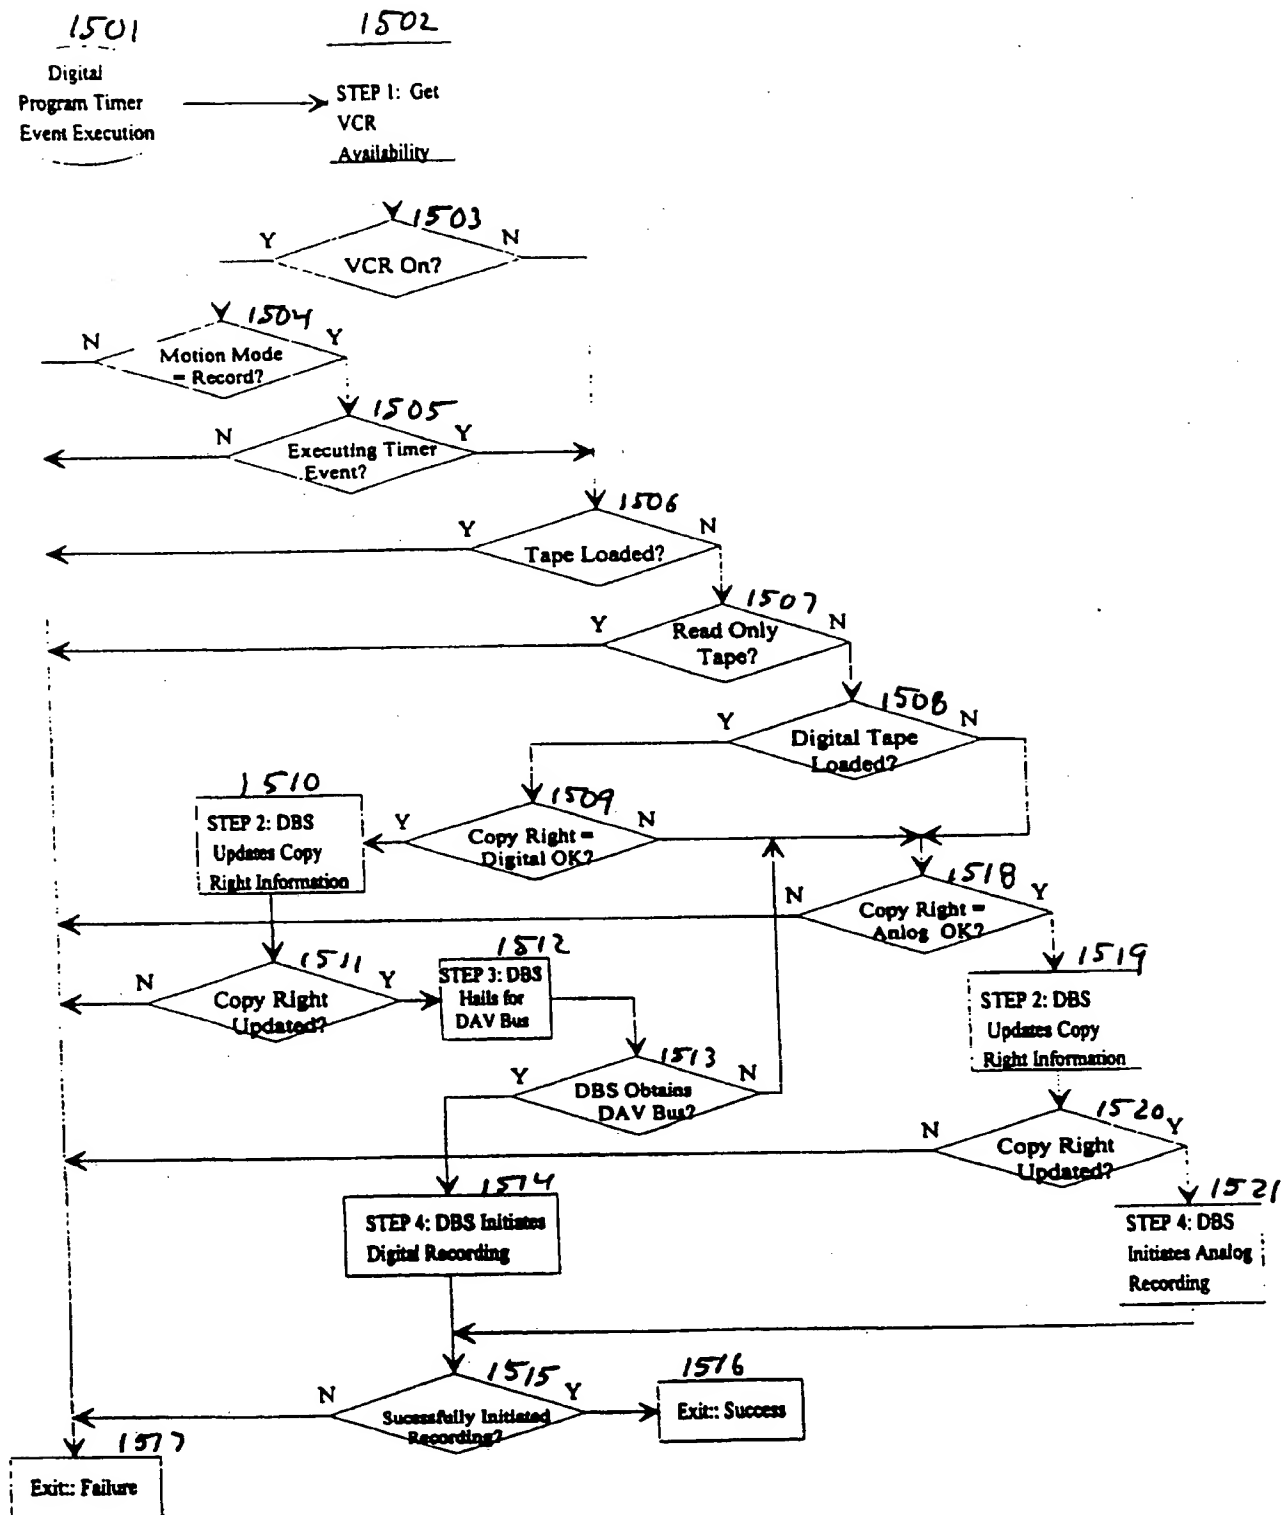 1501
1502
Digital
Program Timer
Event Execution
STEP 1: Get
VCR
Availability
1503
Y
N
VCR On?
1504
N
Y
Motion Mode
= Record?
1505
N
Y
Executing Timer
Event?
1506
Y
N
Tape Loaded?
1507
Y
N
Read Only
Tape?
1508
Y
N
Digital Tape
Loaded?
1510
STEP 2: DBS
Updates Copy
Right Information
1509
Y
N
Copy Right =
Digital OK?
1518
N
Y
Copy Right =
Anlog OK?
1511
N
Y
Copy Right
Updated?
1512
STEP 3: DBS
Hails for
DAV Bus
1519
STEP 2: DBS
Updates Copy
Right Information
1513
Y
N
DBS Obtains
DAV Bus?
1520
N
Y
Copy Right
Updated?
1514
STEP 4: DBS Initiates
Digital Recording
1521
STEP 4: DBS
Initiates Analog
Recording
1515
N
Y
Sucessfully Initiated
Recording?
1516
Exit:: Success
1517
Exit:: Failure